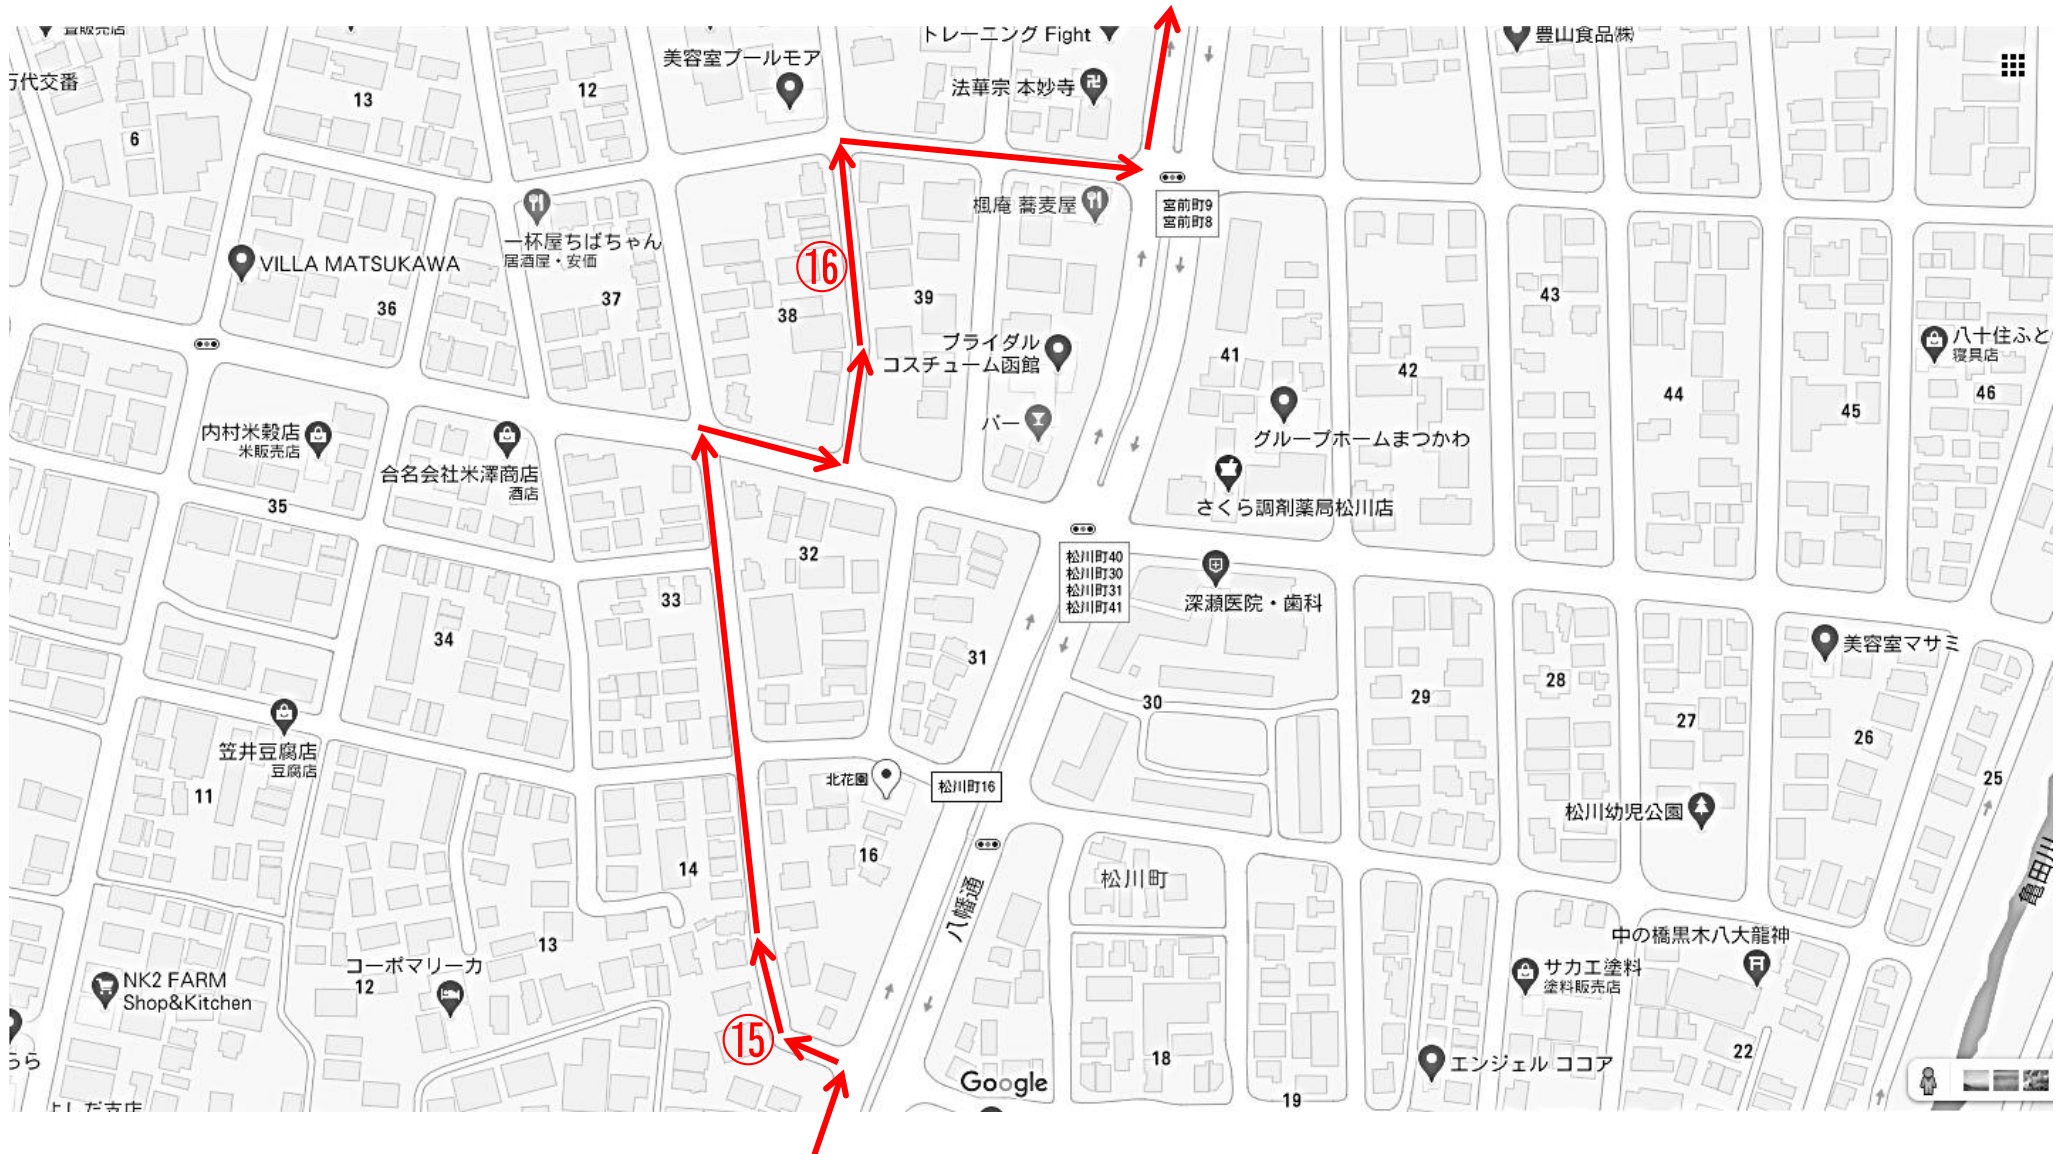 トレーニング Fight
豊山食品㈱
万代交番
美容室プールモア
法華宗 本妙寺
13
12
6
楓庵 蕎麦屋
宮前町9
宮前町8
一杯屋ちばちゃん
居酒屋・安価
VILLA MATSUKAWA
⑯
36
37
38
39
43
ブライダル
コスチューム函館
41
42
44
45
46
八十住ふと
寝具店
バー
グループホームまつかわ
内村米穀店
米販売店
合名会社米澤商店
酒店
さくら調剤薬局松川店
35
32
松川町40
松川町30
松川町31
松川町41
深瀬医院・歯科
33
34
31
美容室マサミ
30
29
28
27
26
25
笠井豆腐店
豆腐店
北花園
松川町16
11
16
14
松川幼児公園
松川町
八幡通
亀田川
13
コーポマリーカ
12
NK2 FARM
Shop&Kitchen
中の橋黒木八大龍神
サカエ塗料
塗料販売店
⑮
18
22
エンジェル ココア
Google
19